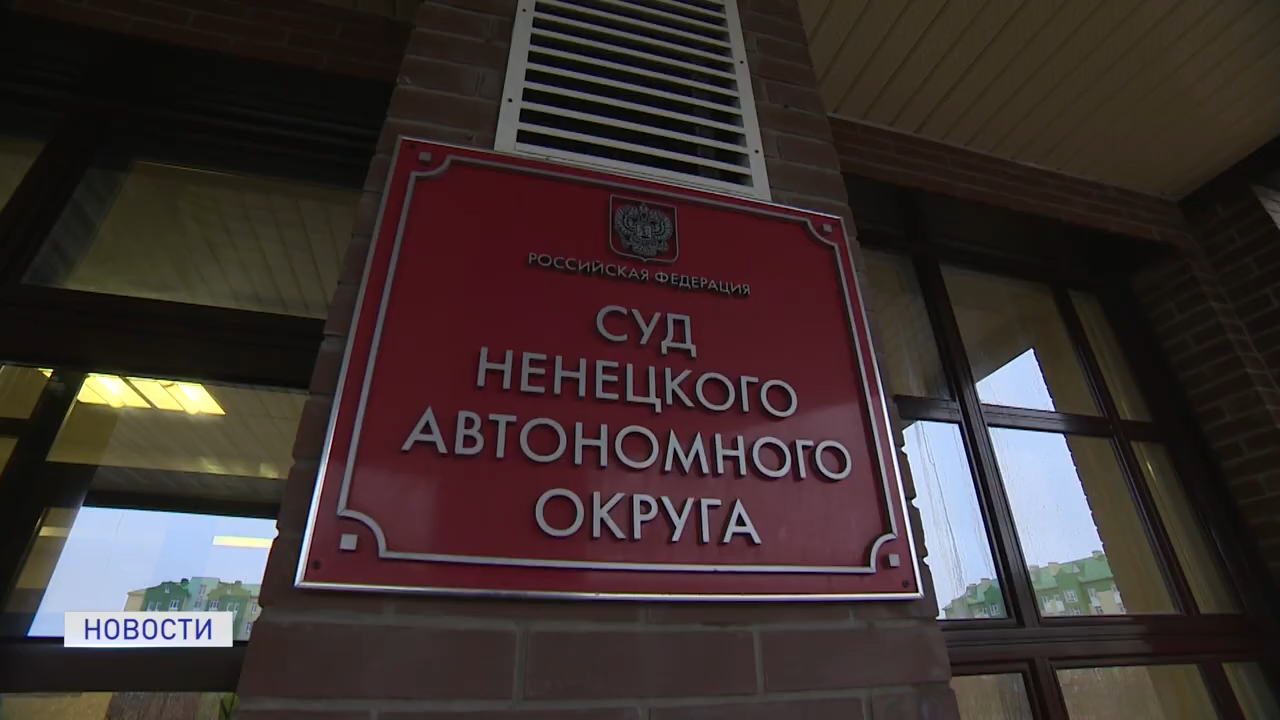 РОССИЙСКАЯ ФЕДЕРАЦИЯ
СУД
НЕНЕЦКОГО
АВТОНОМНОГО
ОКРУГА
НОВОСТИ